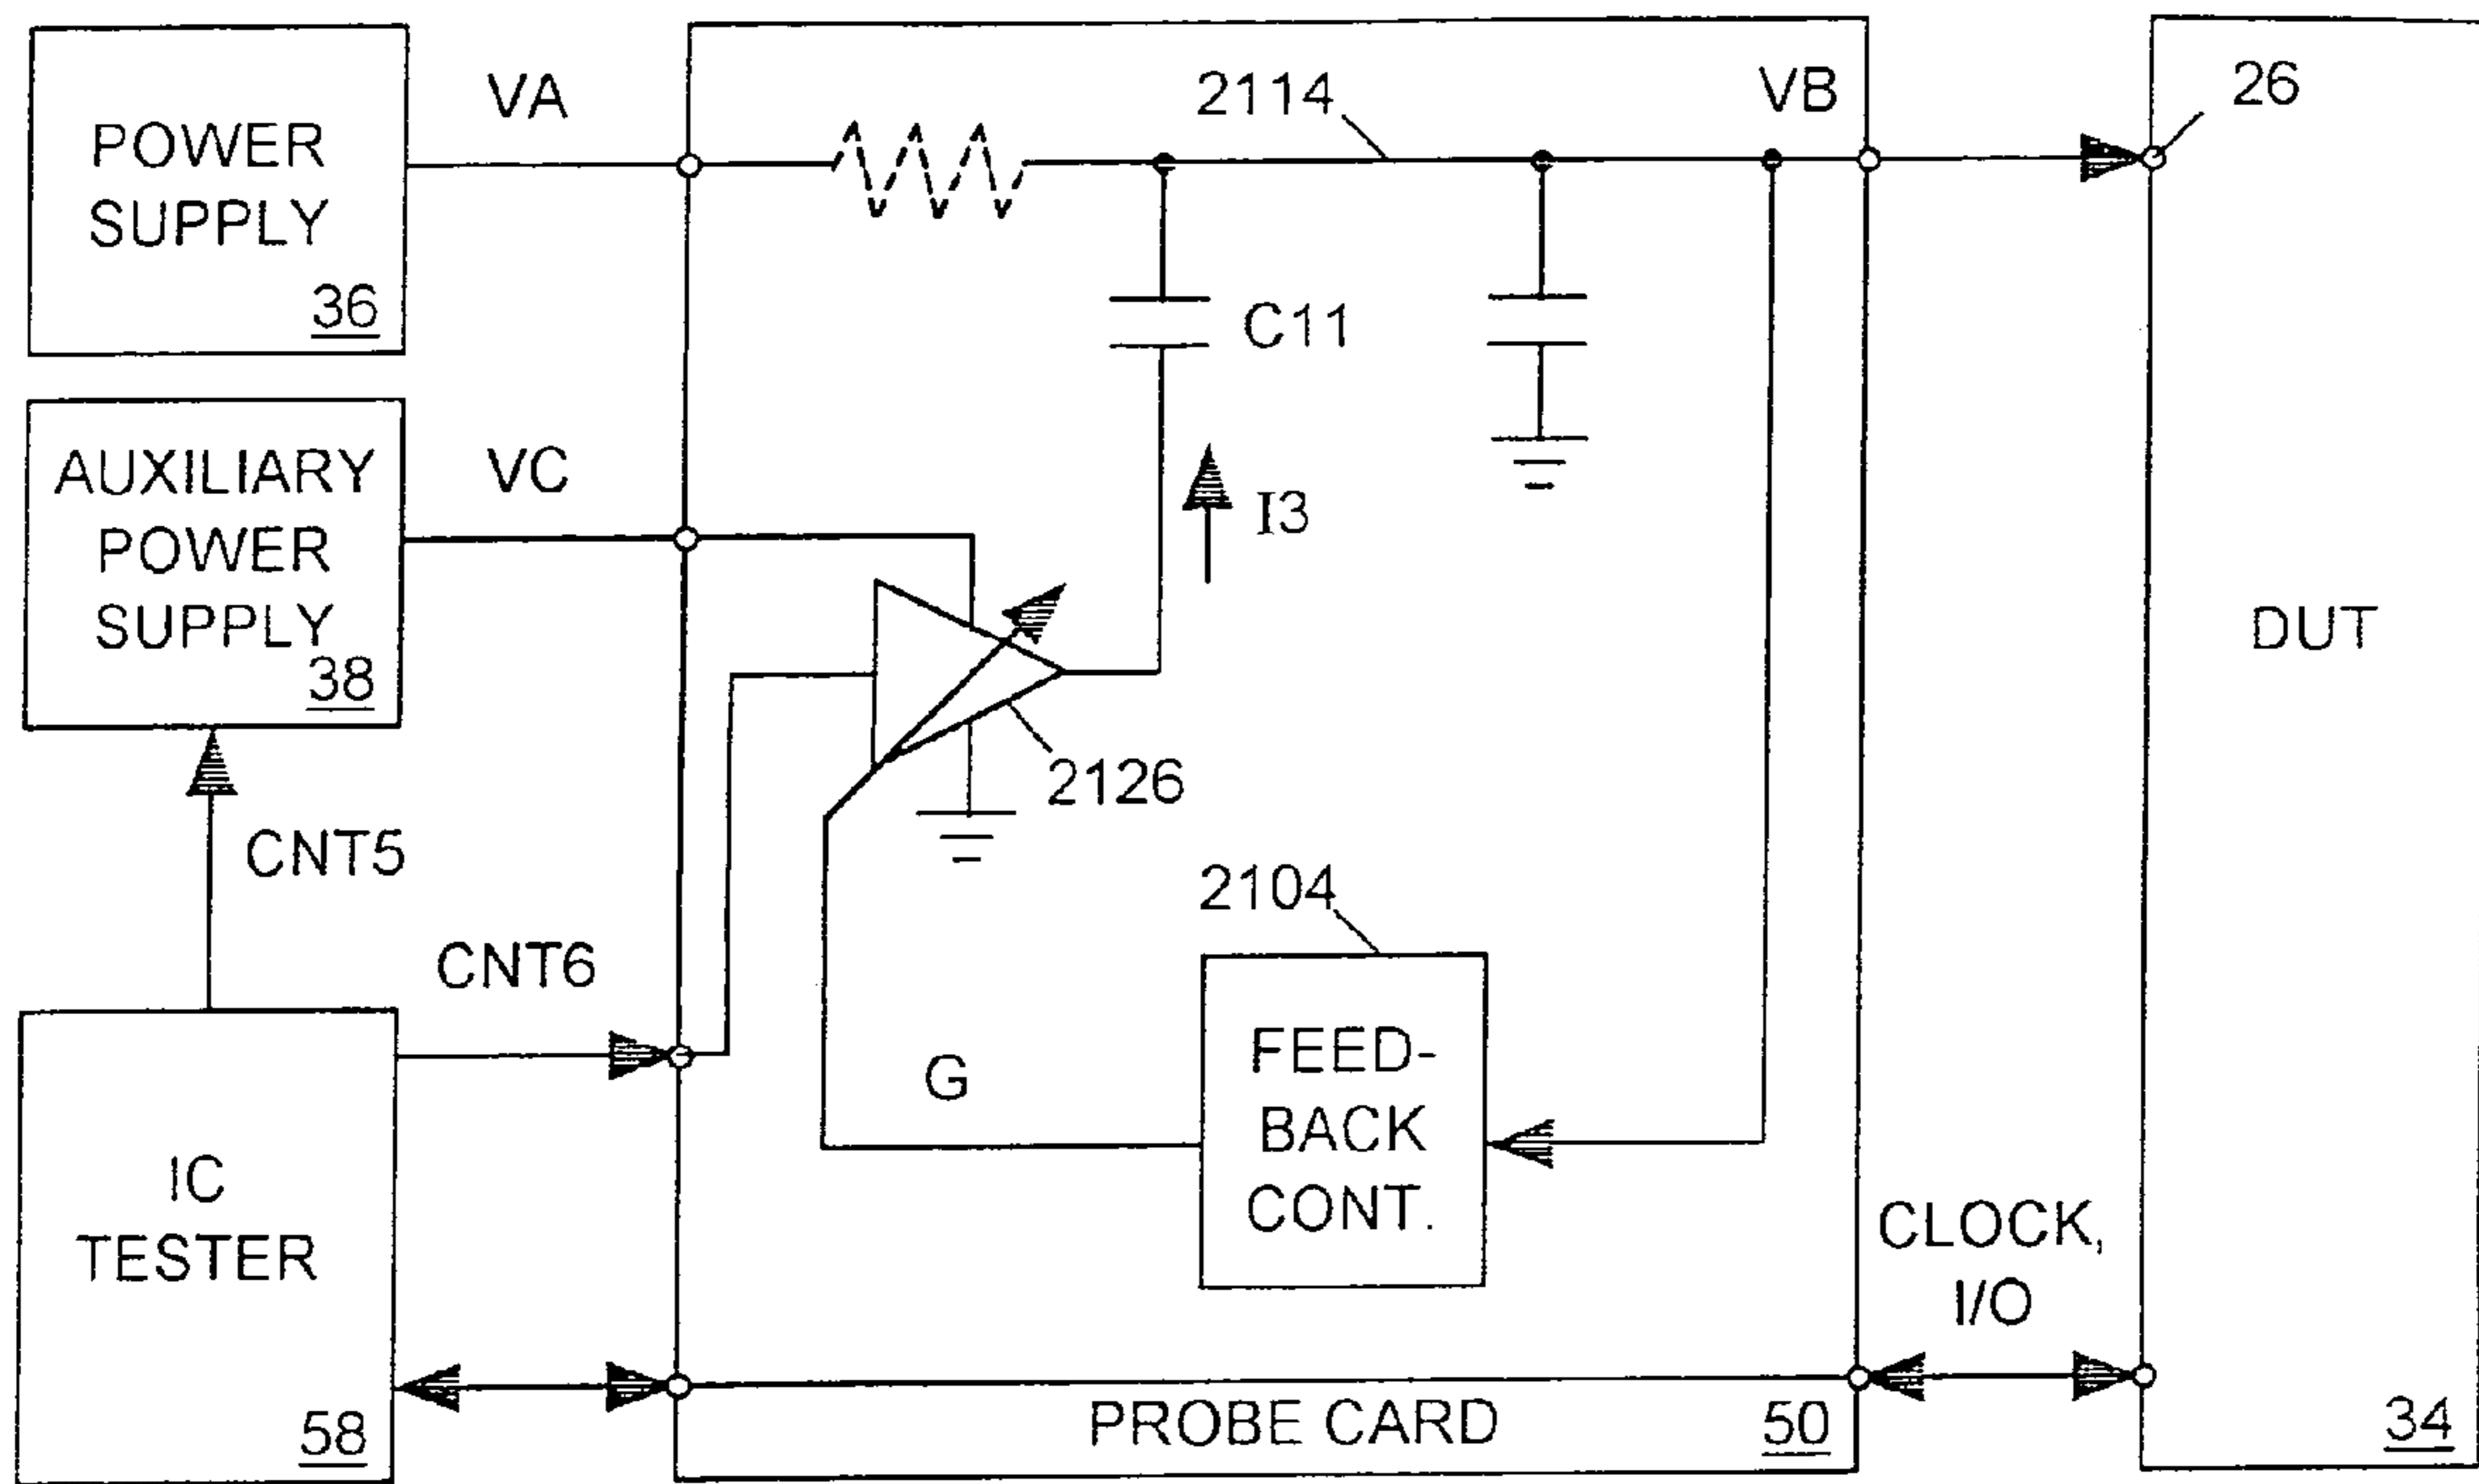 POWER
SUPPLY
36
VA
2114
VB
26
C11
AUXILIARY
POWER
SUPPLY
38
VC
I3
DUT
2126
CNT5
2104
CNT6
G
FEED-
BACK
CONT.
CLOCK,
I/O
IC
TESTER
58
PROBE CARD
50
34